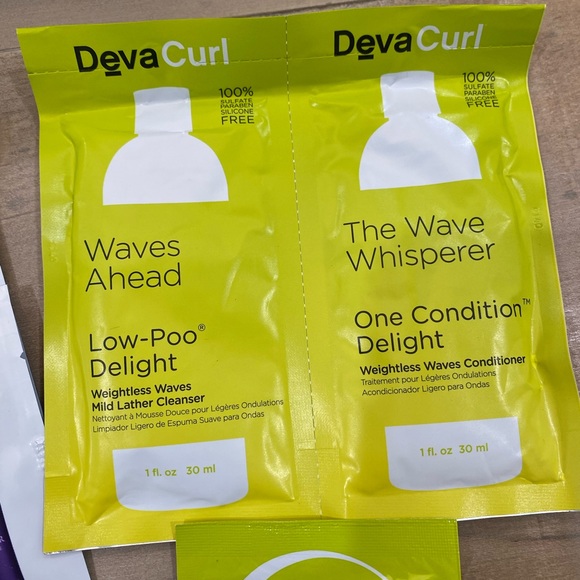 DevaCurl
100%
SULFATE
PARABEN
SILICONE
FREE
Waves
Ahead
Low-Poo®
Delight
Weightless Waves
Mild Lather Cleanser
Nettoyant à Mousse Douce pour Légères Ondulations
Limpiador Ligero de Espuma Suave para Ondas
1 fl. oz 30 ml
DevaCurl
100%
SULFATE
PARABEN
SILICONE
FREE
The Wave
Whisperer
One Condition™
Delight
Weightless Waves Conditioner
Traitement pour Légères Ondulations
Acondicionador Ligero para Ondas
1 fl. oz 30 ml